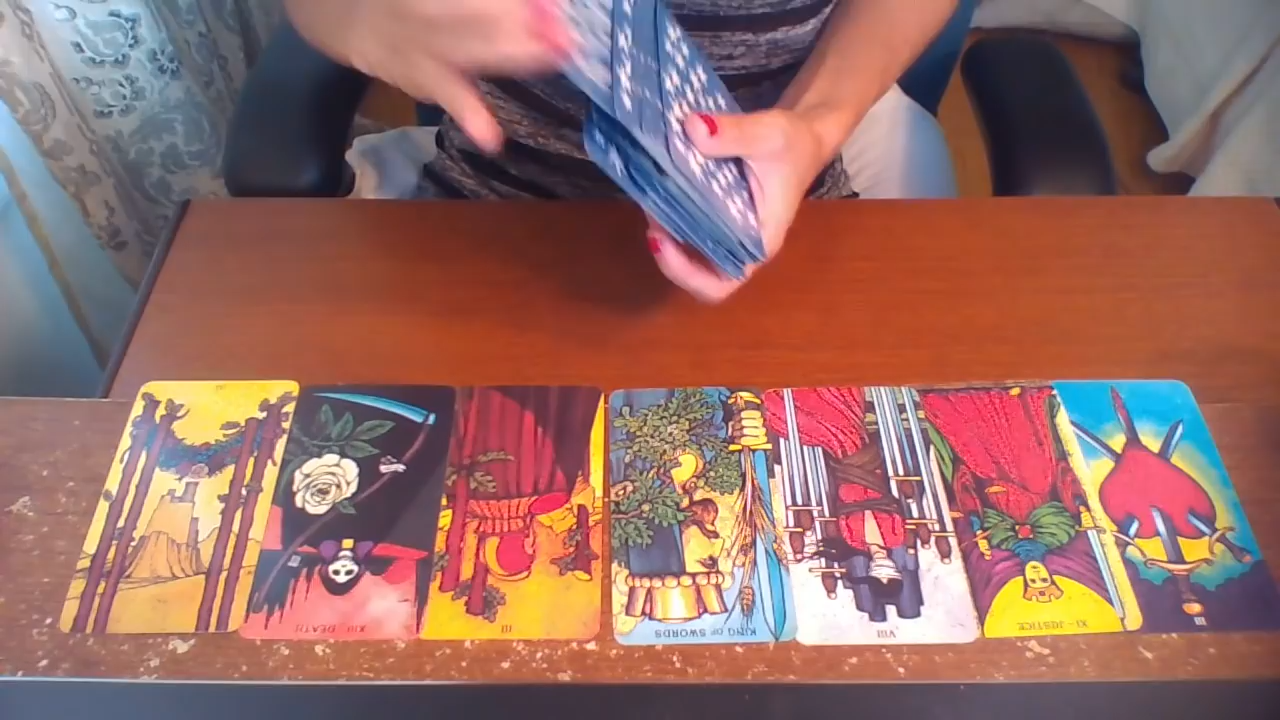 XIII - DEATH
III
KING OF SWORDS
VIII
XI - JUSTICE
III